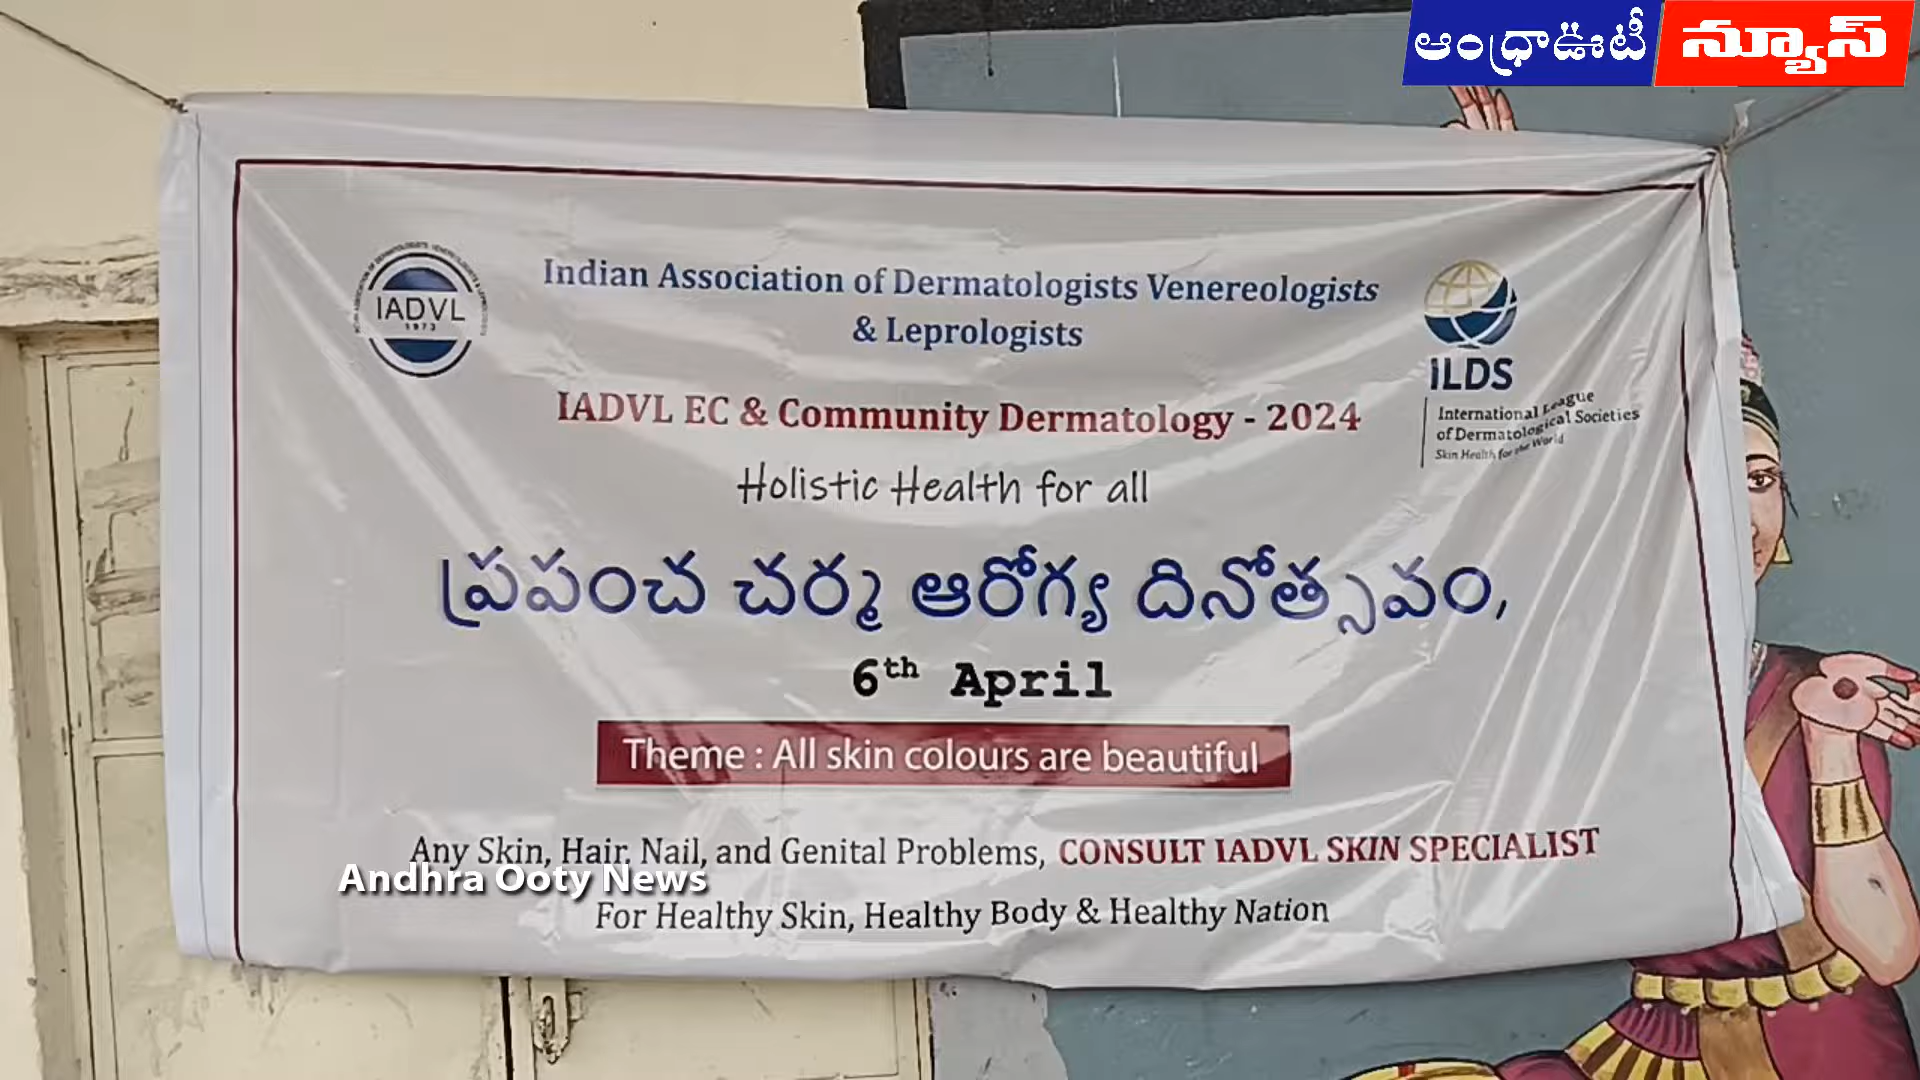 ఆంధ్రాఊటీ న్యూస్
IADVL
1973
Indian Association of Dermatologists Venereologists
& Leprologists
ILDS
International League
of Dermatological Societies
Skin Health for the World
IADVL EC & Community Dermatology - 2024
Holistic Health for all
ప్రపంచ చర్మ ఆరోగ్య దినోత్సవం,
6th April
Theme : All skin colours are beautiful
Any Skin, Hair, Nail, and Genital Problems, CONSULT IADVL SKIN SPECIALIST
Andhra Ooty News
For Healthy Skin, Healthy Body & Healthy Nation